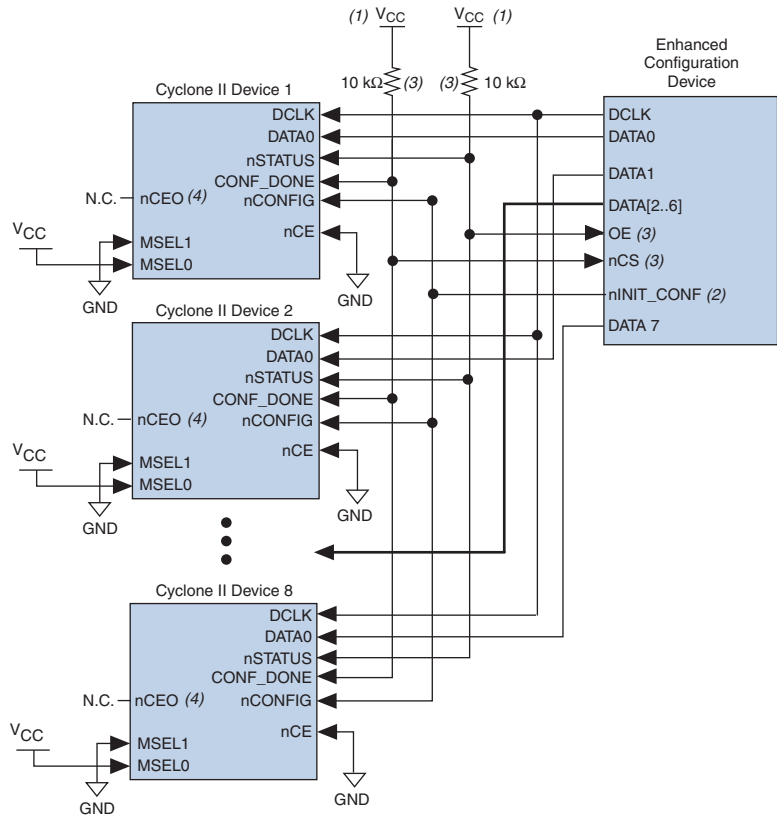 (1) VCC
VCC (1)
10 kΩ (3)
(3) 10 kΩ
Enhanced
Configuration
Device
DCLK
DATA0
DATA1
DATA[2..6]
OE (3)
nCS (3)
nINIT_CONF (2)
DATA 7
Cyclone II Device 1
DCLK
DATA0
nSTATUS
CONF_DONE
nCONFIG
N.C.
nCEO (4)
nCE
VCC
MSEL1
MSEL0
GND
GND
Cyclone II Device 2
DCLK
DATA0
nSTATUS
CONF_DONE
nCONFIG
N.C.
nCEO (4)
nCE
VCC
MSEL1
MSEL0
GND
GND
Cyclone II Device 8
DCLK
DATA0
nSTATUS
CONF_DONE
nCONFIG
N.C.
nCEO (4)
nCE
VCC
MSEL1
MSEL0
GND
GND